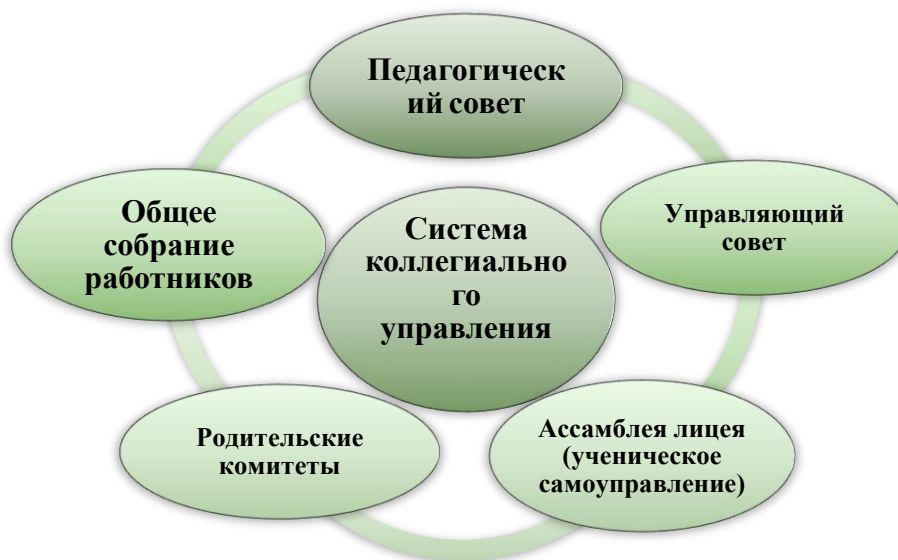 Педагогическ
ий совет
Общее
собрание
работников
Управляющий
совет
Система
коллегиально
го
управления
Родительские
комитеты
Ассамблея лицея
(ученическое
самоуправление)